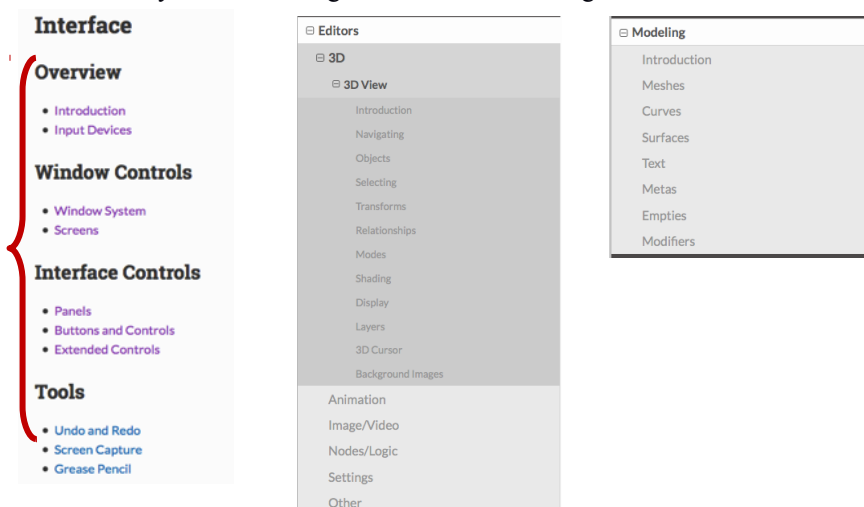 Interface
Overview
Introduction
Input Devices
Window Controls
Window System
Screens
Interface Controls
Panels
Buttons and Controls
Extended Controls
Tools
Undo and Redo
Screen Capture
Grease Pencil
Editors
3D
3D View
Introduction
Navigating
Objects
Selecting
Transforms
Relationships
Modes
Shading
Display
Layers
3D Cursor
Background Images
Animation
Image/Video
Nodes/Logic
Settings
Other
Modeling
Introduction
Meshes
Curves
Surfaces
Text
Metas
Empties
Modifiers